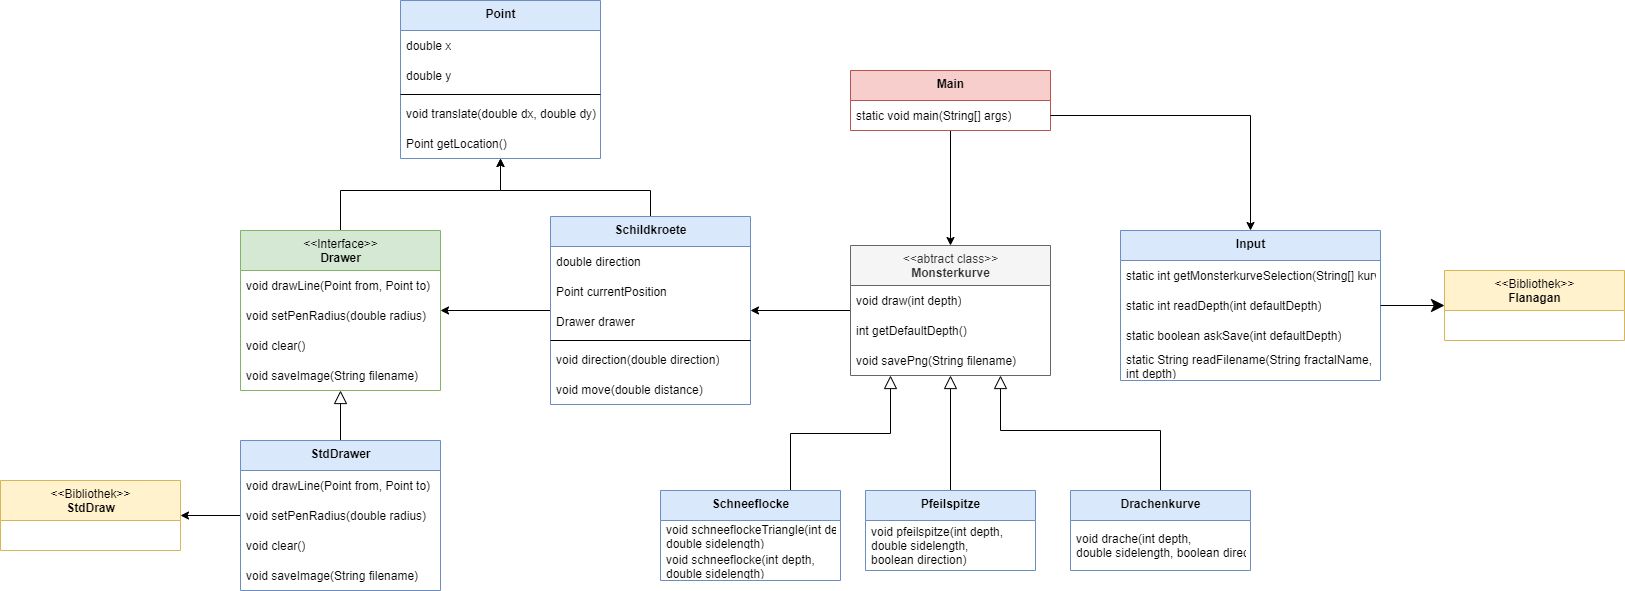 Point
double x
double y
void translate(double dx, double dy)
Point getLocation()
Main
static void main(String[] args)
<<Interface>>
Drawer
void drawLine(Point from, Point to)
void setPenRadius(double radius)
void clear()
void saveImage(String filename)
Schildkroete
double direction
Point currentPosition
Drawer drawer
void direction(double direction)
void move(double distance)
<<abtract class>>
Monsterkurve
void draw(int depth)
int getDefaultDepth()
void savePng(String filename)
Input
static int getMonsterkurveSelection(String[]
static int readDepth(int defaultDepth)
static boolean askSave(int defaultDepth)
static String readFilename(String fractalName,
int depth)
<<Bibliothek>>
Flanagan
<<Bibliothek>>
StdDraw
StdDrawer
void drawLine(Point from, Point to)
void setPenRadius(double radius)
void clear()
void saveImage(String filename)
Schneeflocke
void schneeflockeTriangle(int
double sidelength)
void schneeflocke(int depth,
double sidelength)
Pfeilspitze
void pfeilspitze(int depth,
double sidelength,
boolean direction)
Drachenkurve
void drache(int depth,
double sidelength, boolean